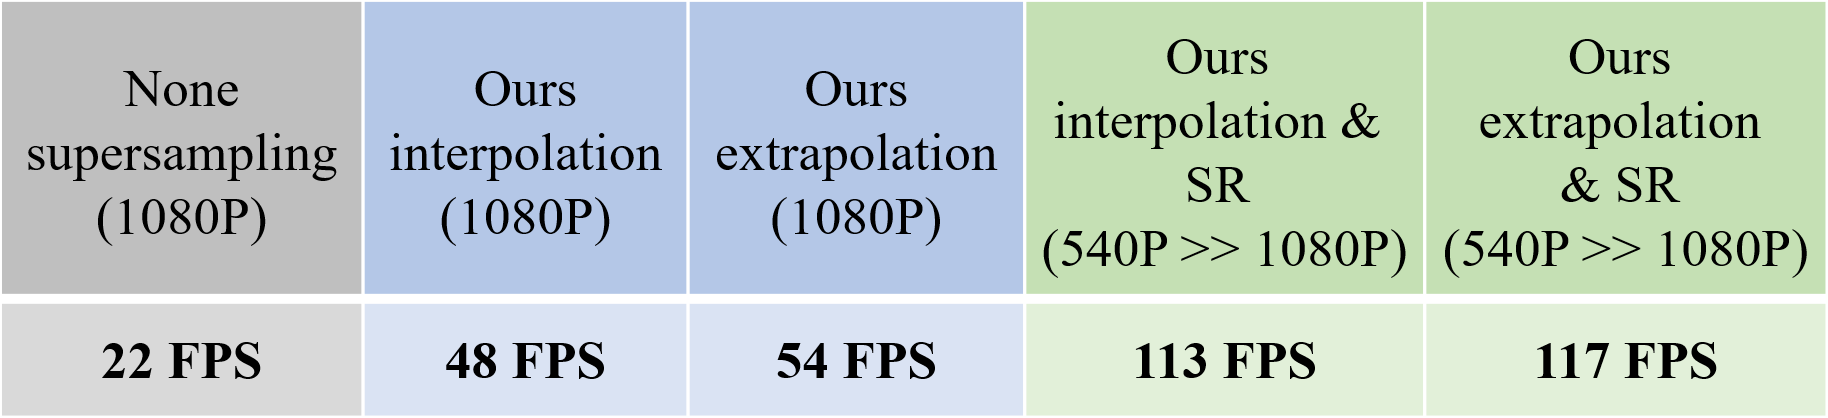 None
supersampling
(1080P)
Ours
interpolation
(1080P)
Ours
extrapolation
(1080P)
Ours
interpolation &
SR
(540P >> 1080P)
Ours
extrapolation
& SR
(540P >> 1080P)
22 FPS
48 FPS
54 FPS
113 FPS
117 FPS